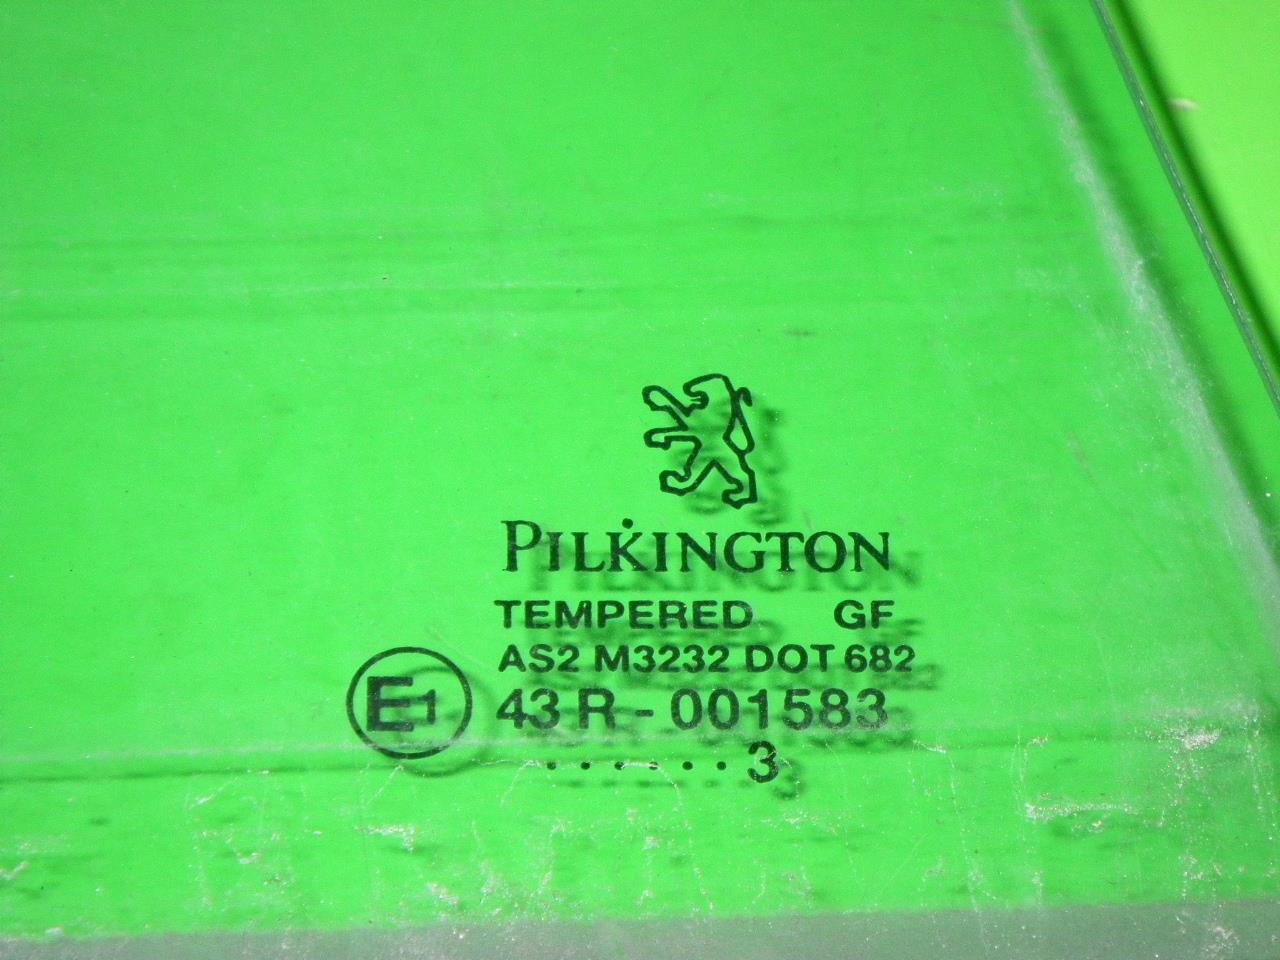 PILKINGTON
TEMPERED GF
AS2 M3232 DOT 682
E1 43 R - 001583
. . . . . . 3